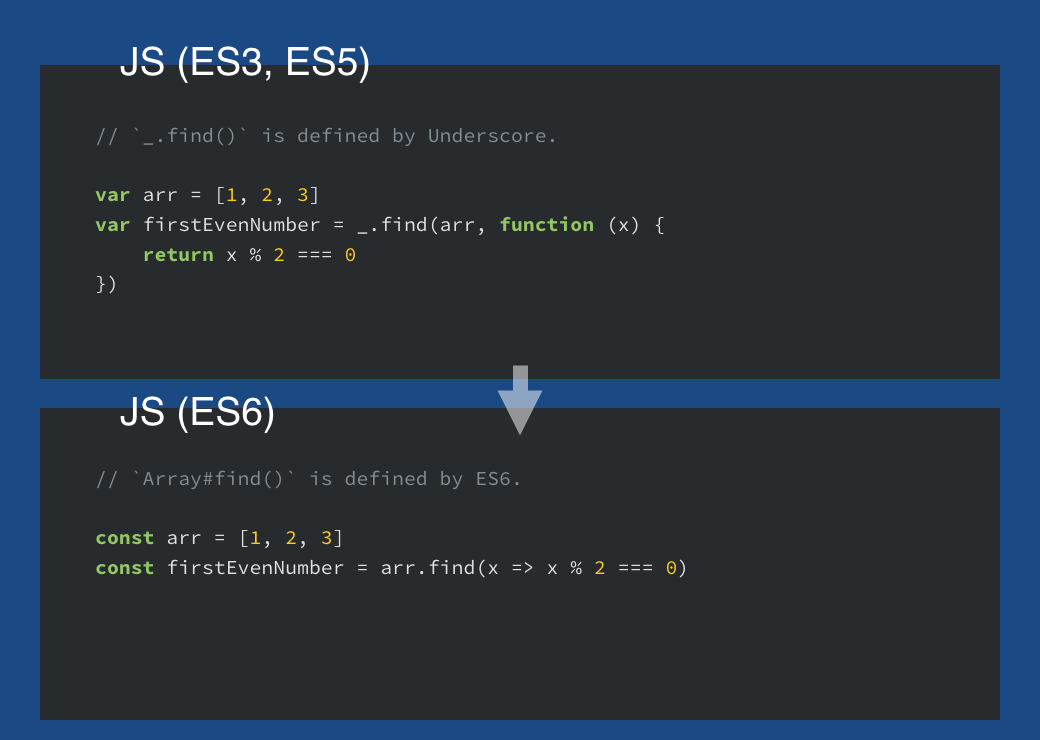 JS (ES3, ES5)
// `_.find()` is defined by Underscore.
var arr = [1, 2, 3]
var firstEvenNumber = _.find(arr, function (x) {
    return x % 2 === 0
})
JS (ES6)
// `Array#find()` is defined by ES6.
const arr = [1, 2, 3]
const firstEvenNumber = arr.find(x => x % 2 === 0)